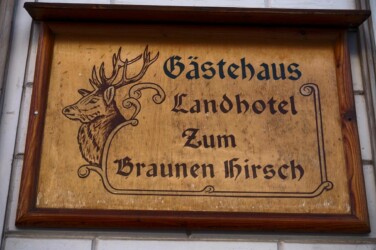 Gästehaus
Landhotel
Zum
Braunen Hirsch